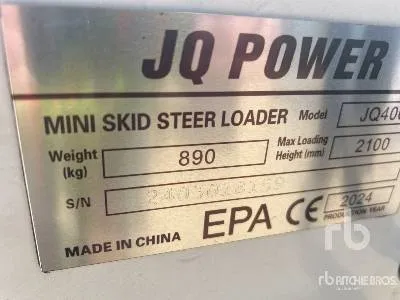 JQ POWER
MINI SKID STEER LOADER Model
Weight (kg) 890 Max Loading Height (mm) 2100
S/N
EPA CE 2024 PRODUCTION YEAR
MADE IN CHINA
rb RITCHIE BROS.